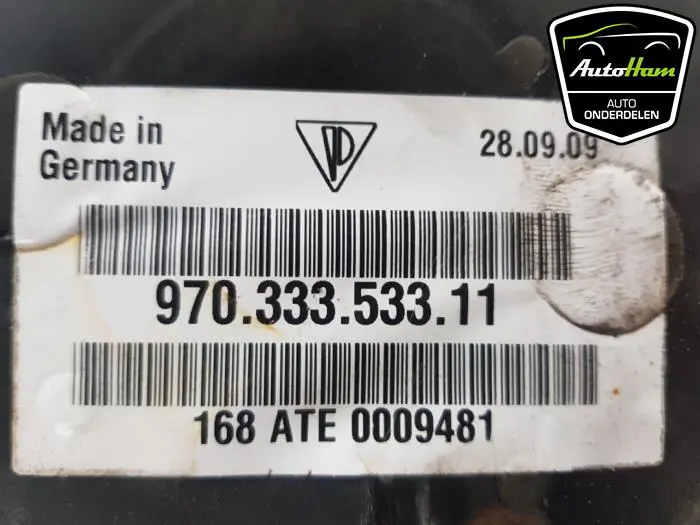 Made in
Germany
28.09.09
970.333.533.11
168 ATE 0009481
AutoHam
AUTO
ONDERDELEN